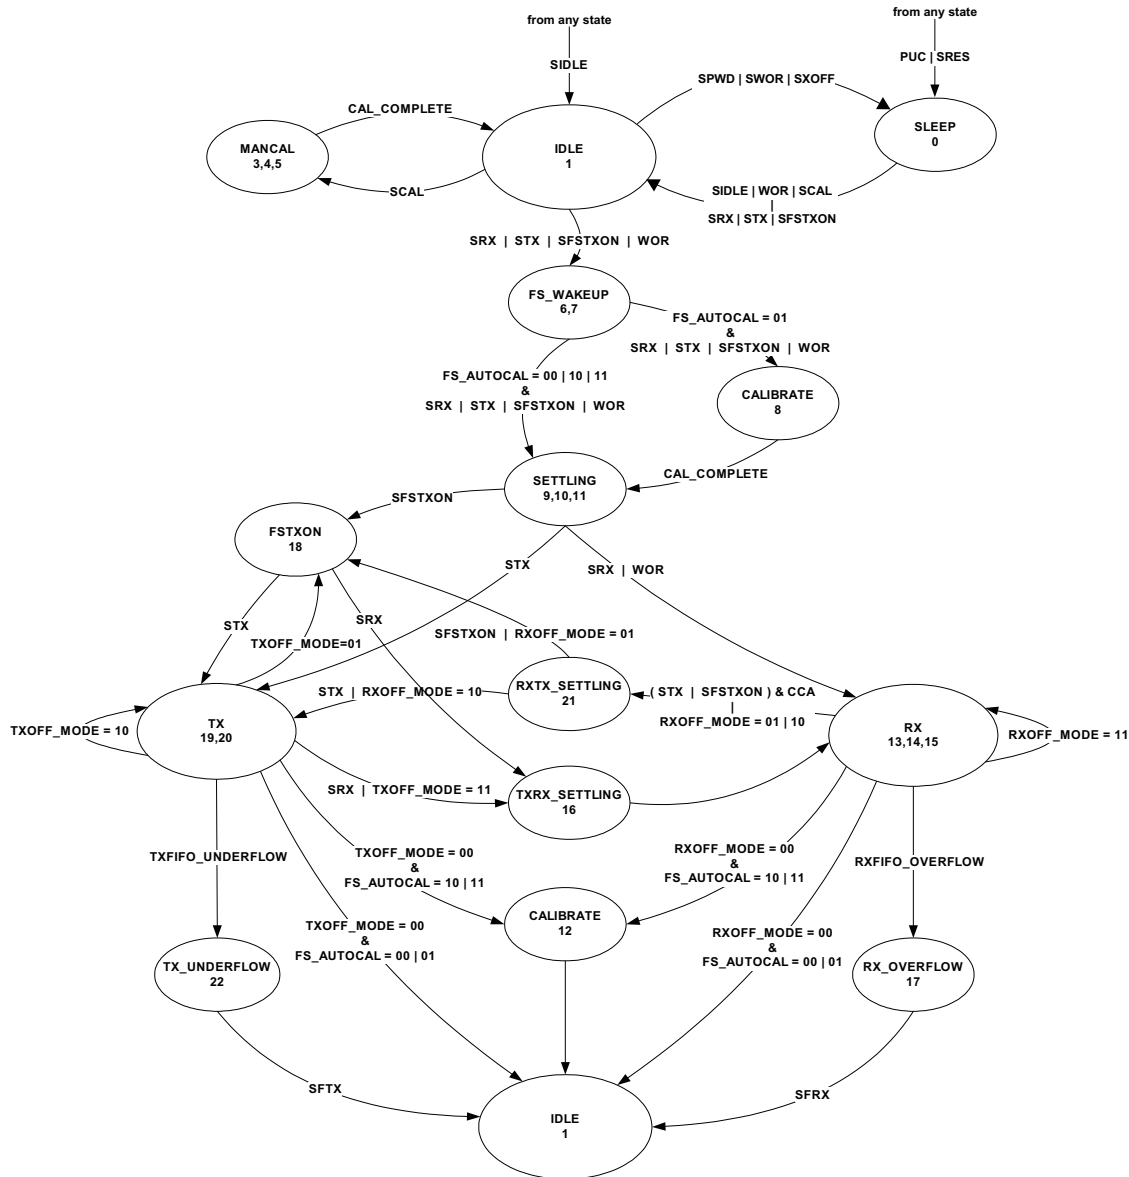 from any state
from any state
SIDLE
PUC | SRES
SPWD | SWOR | SXOFF
CAL_COMPLETE
MANCAL
3,4,5
IDLE
1
SLEEP
0
SCAL
SIDLE | WOR | SCAL
|
SRX | STX | SFSTXON
SRX | STX | SFSTXON | WOR
FS_WAKEUP
6,7
FS_AUTOCAL = 01
&
SRX | STX | SFSTXON | WOR
FS_AUTOCAL = 00 | 10 | 11
&
SRX | STX | SFSTXON | WOR
CALIBRATE
8
CAL_COMPLETE
SETTLING
9,10,11
SFSTXON
FSTXON
18
STX
SRX | WOR
STX
SRX
TXOFF_MODE=01
SFSTXON | RXOFF_MODE = 01
STX | RXOFF_MODE = 10
RXTX_SETTLING
21
( STX | SFSTXON ) & CCA
|
RXOFF_MODE = 01 | 10
TXOFF_MODE = 10
TX
19,20
RX
13,14,15
RXOFF_MODE = 11
SRX | TXOFF_MODE = 11
TXRX_SETTLING
16
TXFIFO_UNDERFLOW
TXOFF_MODE = 00
&
FS_AUTOCAL = 10 | 11
RXOFF_MODE = 00
&
FS_AUTOCAL = 10 | 11
RXFIFO_OVERFLOW
CALIBRATE
12
TXOFF_MODE = 00
&
FS_AUTOCAL = 00 | 01
RXOFF_MODE = 00
&
FS_AUTOCAL = 00 | 01
TX_UNDERFLOW
22
RX_OVERFLOW
17
SFTX
SFRX
IDLE
1